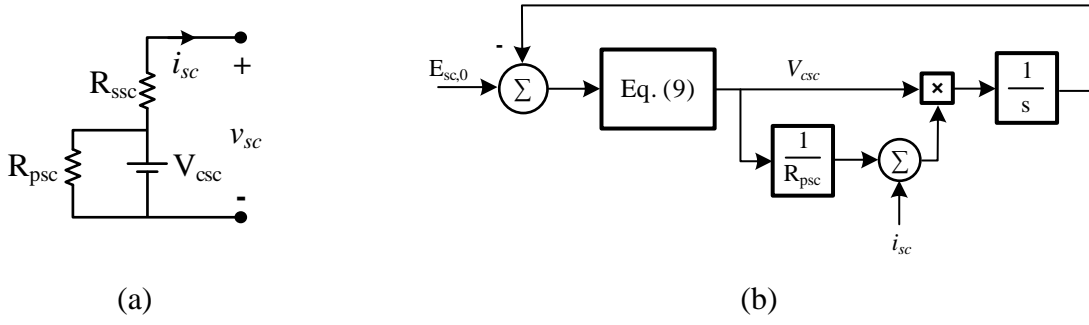 i_sc
+
R_ssc
v_sc
R_psc
V_csc
-
(a)
-
E_sc,0
Σ
Eq. (9)
V_csc
×
1
s
1
R_psc
Σ
i_sc
(b)